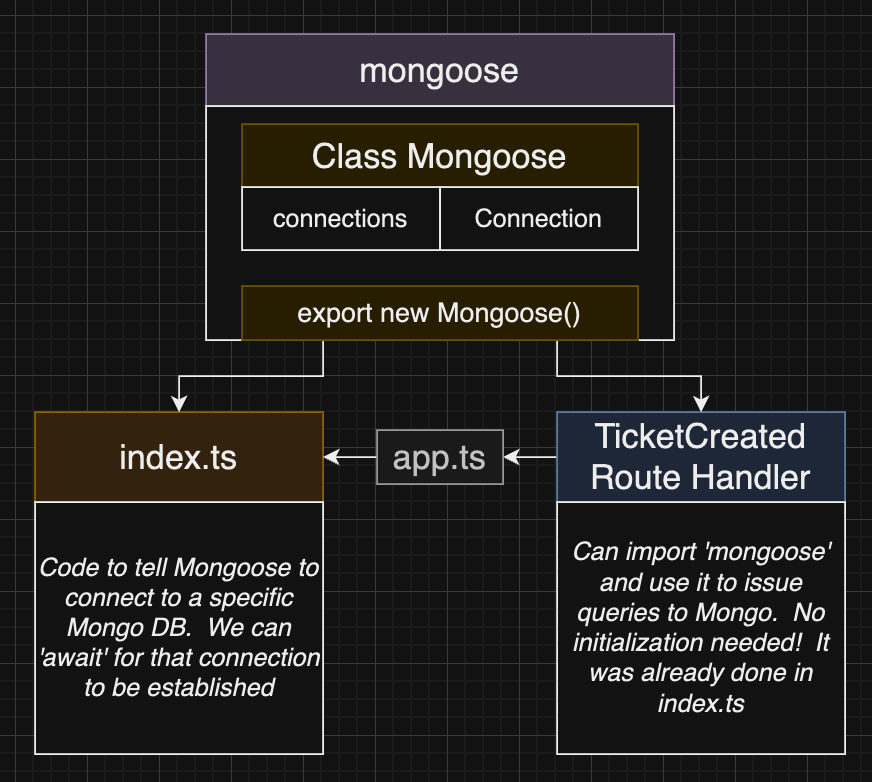 mongoose
Class Mongoose
connections
Connection
export new Mongoose()
index.ts
app.ts
TicketCreated
Route Handler
Code to tell Mongoose to
connect to a specific
Mongo DB.  We can
'await' for that connection
to be established
Can import 'mongoose'
and use it to issue
queries to Mongo.  No
initialization needed!  It
was already done in
index.ts